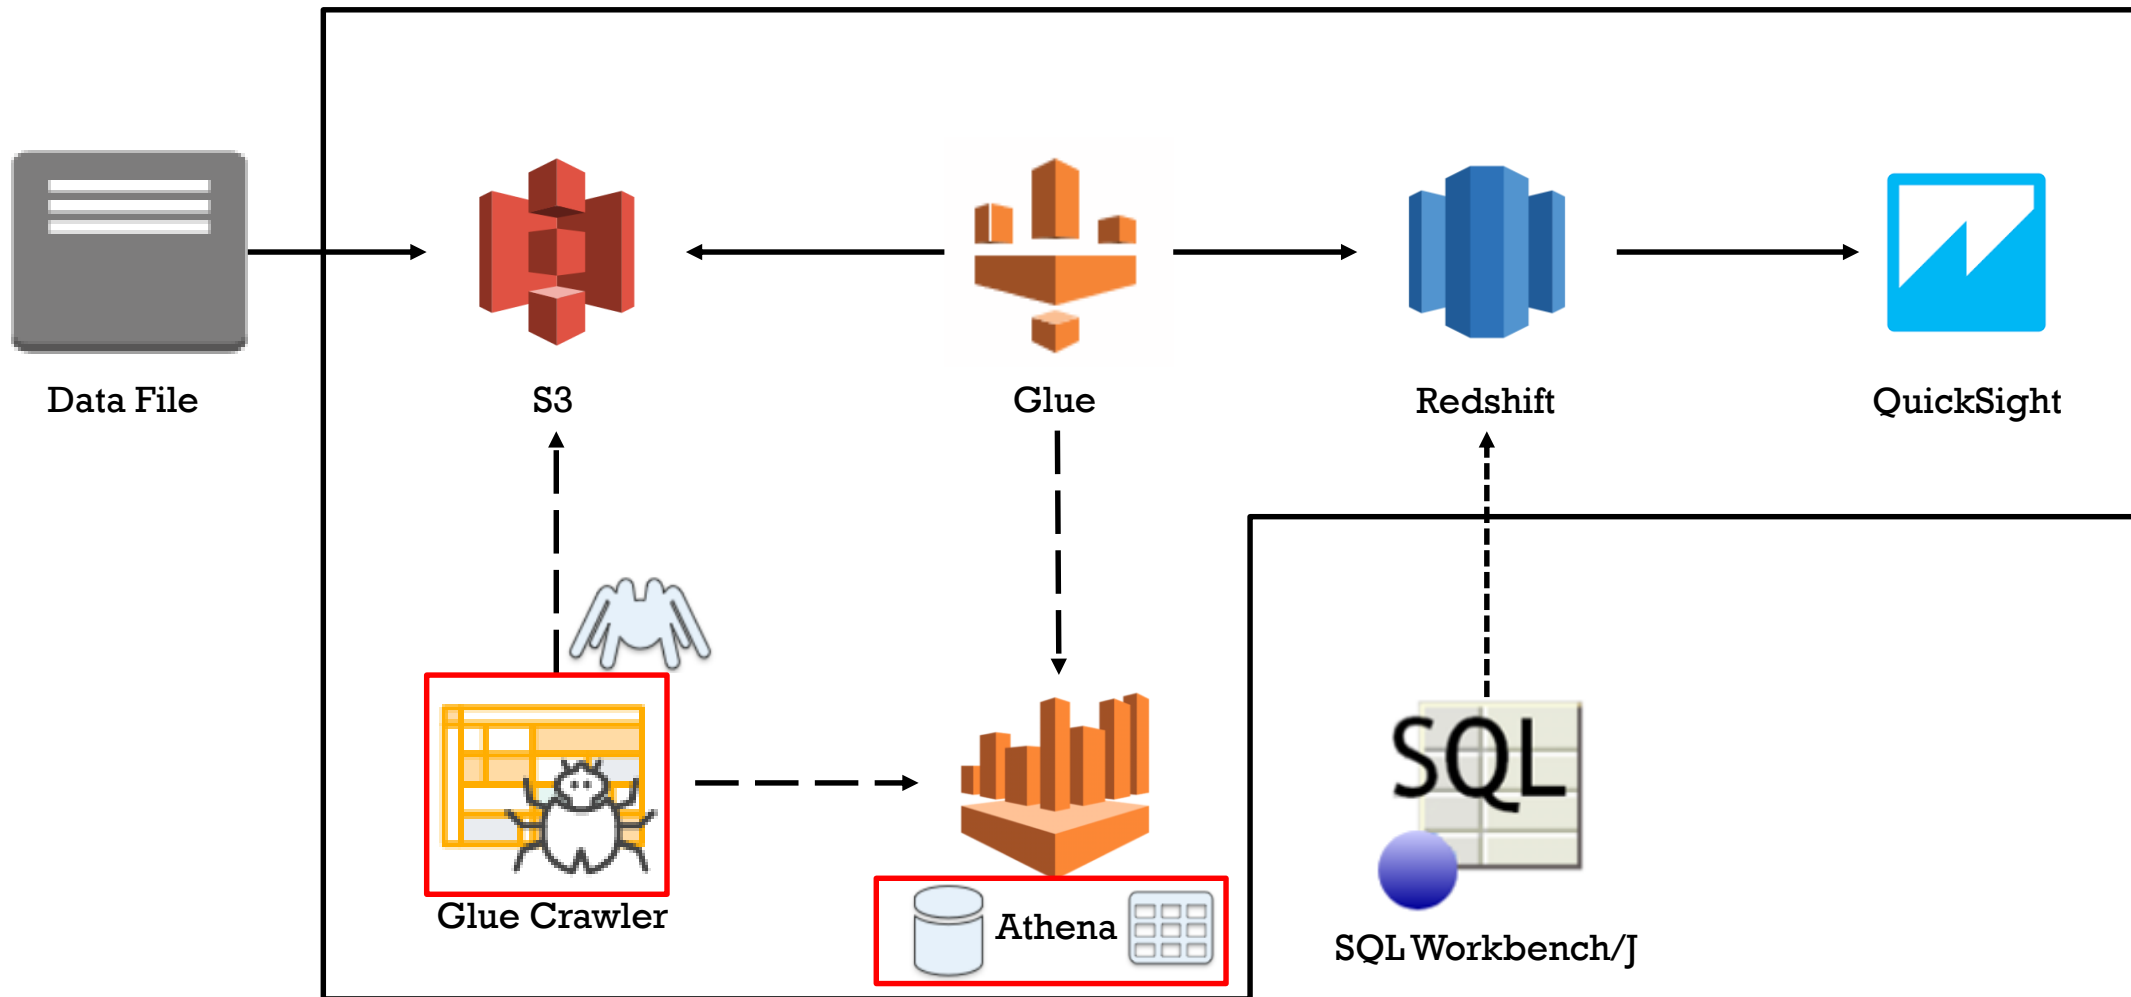 Data File
S3
Glue
Redshift
QuickSight
Glue Crawler
Athena
SQL
SQL Workbench/J